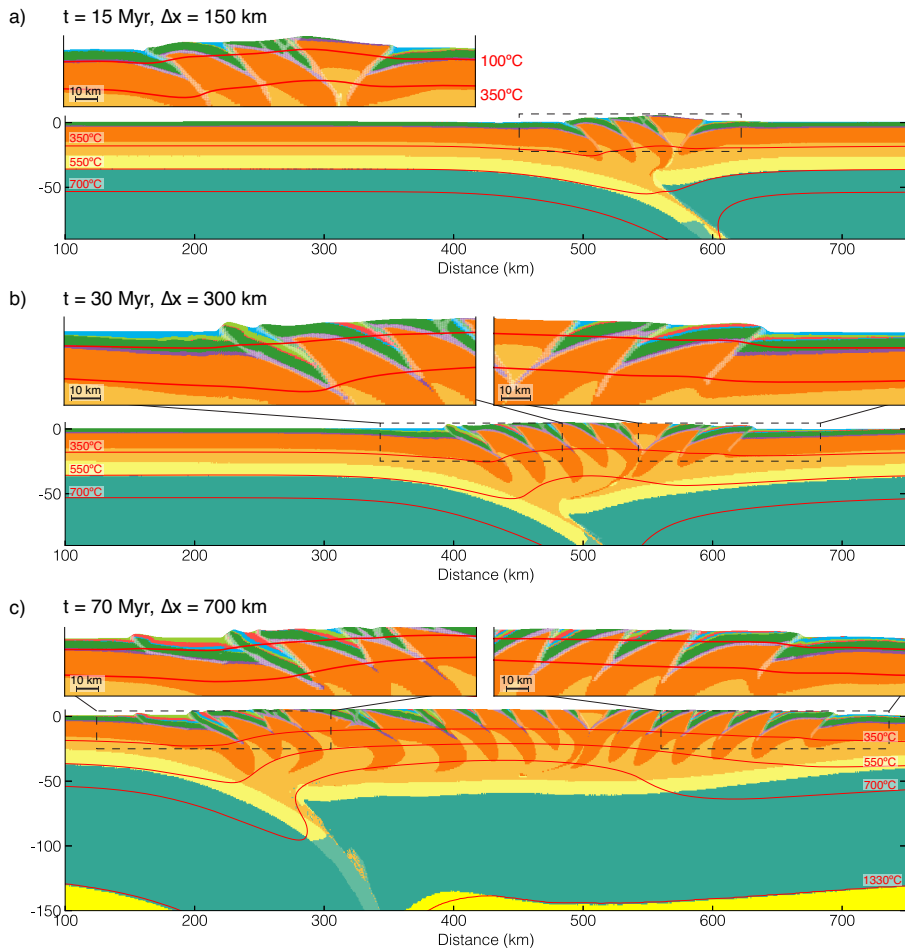 a) t = 15 Myr, Δx = 150 km
100ºC
350ºC
10 km
0
350ºC
550ºC
700ºC
-50
100 200 300 400 500 600 700
Distance (km)
b) t = 30 Myr, Δx = 300 km
10 km 10 km
0
350ºC
550ºC
700ºC
-50
100 200 300 400 500 600 700
Distance (km)
c) t = 70 Myr, Δx = 700 km
10 km 10 km
0
350ºC
550ºC
-50
700ºC
-100
1330ºC
-150
100 200 300 400 500 600 700
Distance (km)